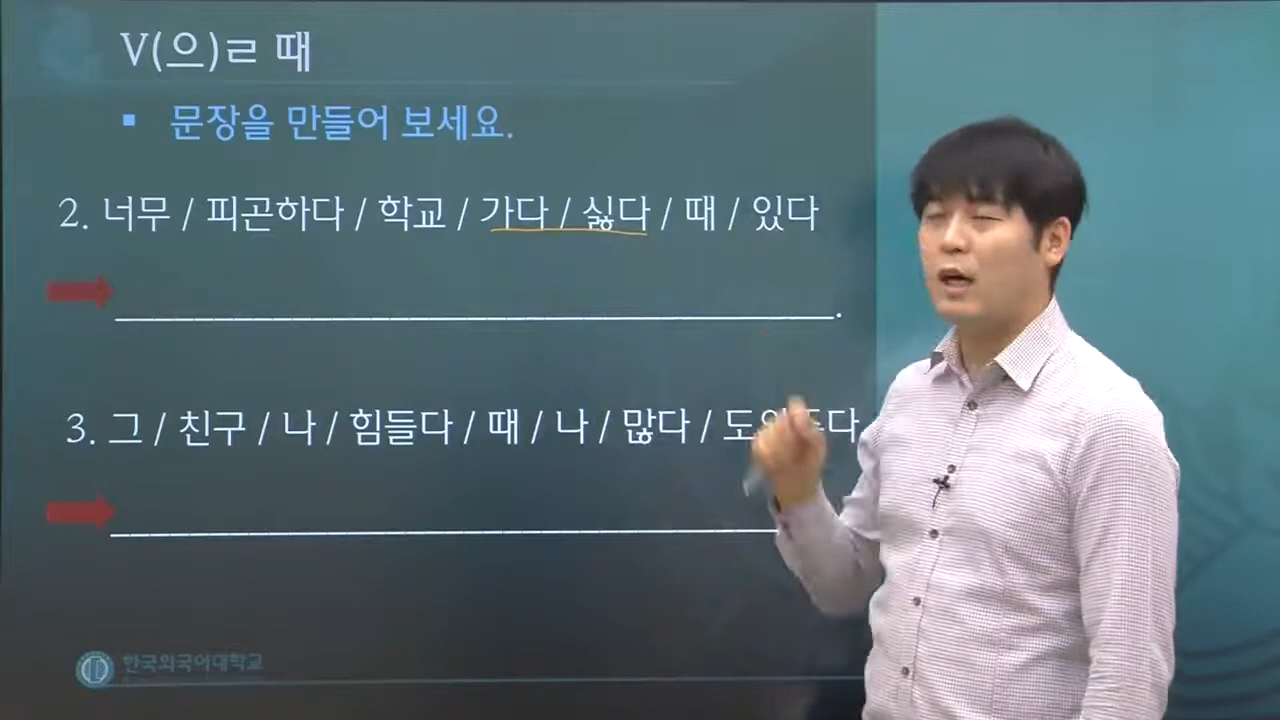 V(으)ㄹ 때
▪ 문장을 만들어 보세요.
2. 너무 / 피곤하다 / 학교 / 가다 / 싫다 / 때 / 있다
.
3. 그 / 친구 / 나 / 힘들다 / 때 / 나 / 많다 /
한국외국어대학교